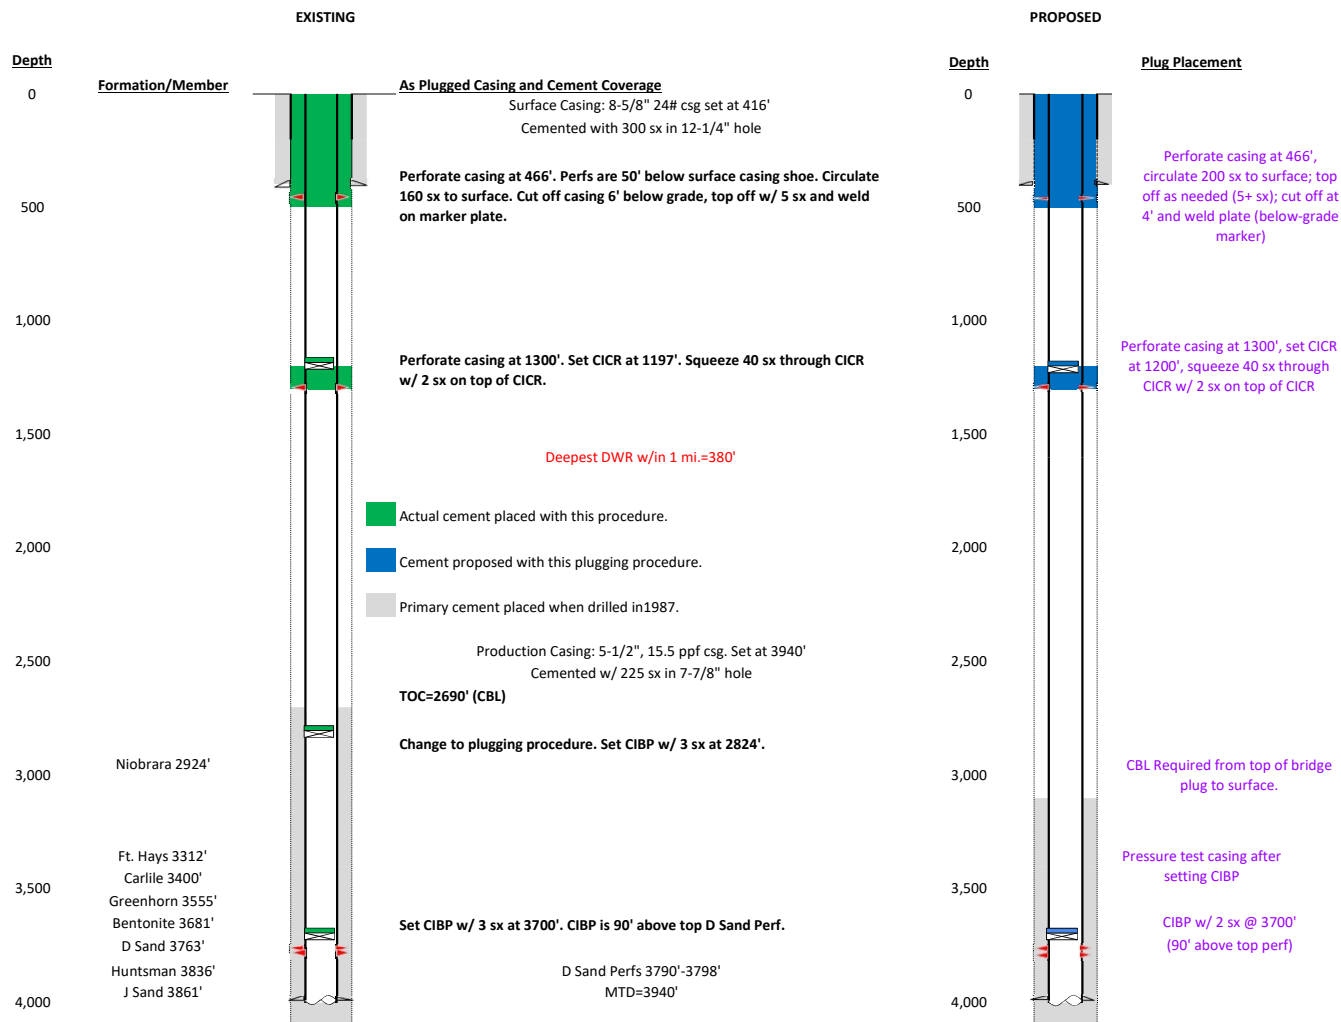 EXISTING
Depth
Formation/Member
As Plugged Casing and Cement Coverage
0
Surface Casing: 8-5/8" 24# csg set at 416'
Cemented with 300 sx in 12-1/4" hole
Perforate casing at 466'. Perfs are 50' below surface casing shoe. Circulate
160 sx to surface. Cut off casing 6' below grade, top off w/ 5 sx and weld
on marker plate.
500
1,000
Perforate casing at 1300'. Set CICR at 1197'. Squeeze 40 sx through CICR
w/ 2 sx on top of CICR.
1,500
Deepest DWR w/in 1 mi.=380'
Actual cement placed with this procedure.
2,000
Cement proposed with this plugging procedure.
Primary cement placed when drilled in1987.
2,500
Production Casing: 5-1/2", 15.5 ppf csg. Set at 3940'
Cemented w/ 225 sx in 7-7/8" hole
TOC=2690' (CBL)
Change to plugging procedure. Set CIBP w/ 3 sx at 2824'.
Niobrara 2924'
3,000
Ft. Hays 3312'
Carlile 3400'
3,500
Greenhorn 3555'
Bentonite 3681'
Set CIBP w/ 3 sx at 3700'. CIBP is 90' above top D Sand Perf.
D Sand 3763'
Huntsman 3836'
D Sand Perfs 3790'-3798'
J Sand 3861'
MTD=3940'
4,000
PROPOSED
Depth
Plug Placement
0
Perforate casing at 466',
circulate 200 sx to surface; top
off as needed (5+ sx); cut off at
4' and weld plate (below-grade
marker)
500
1,000
Perforate casing at 1300', set CICR
at 1200', squeeze 40 sx through
CICR w/ 2 sx on top of CICR
1,500
2,000
2,500
CBL Required from top of bridge
plug to surface.
3,000
Pressure test casing after
setting CIBP
3,500
CIBP w/ 2 sx @ 3700'
(90' above top perf)
4,000